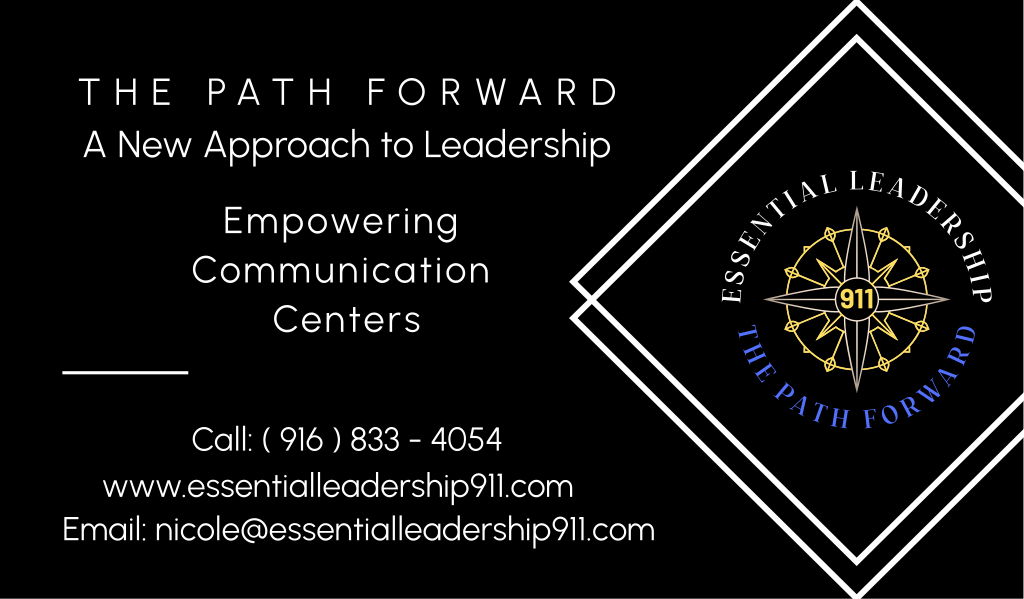 THE PATH FORWARD
A New Approach to Leadership
Empowering
Communication
Centers
Call: ( 916 ) 833 - 4054
www.essentialleadership911.com
Email: nicole@essentialleadership911.com
ESSENTIAL LEADERSHIP
911
THE PATH FORWARD